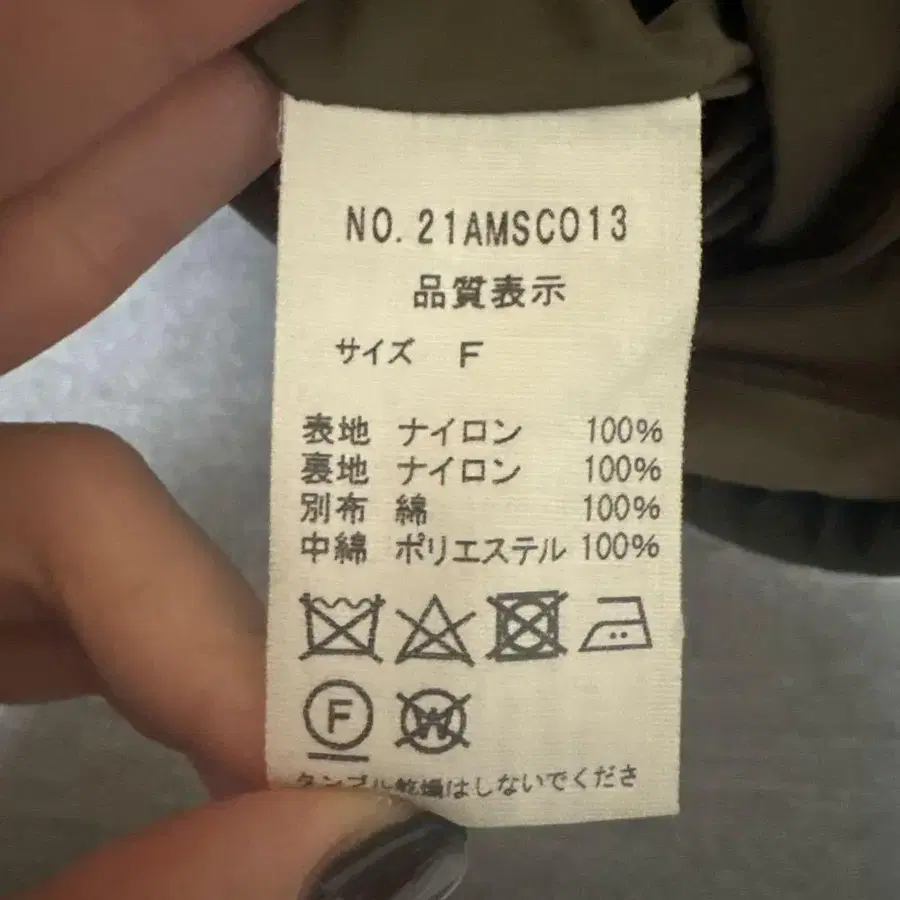 NO. 21AMSC013
品質表示
サイズ F
表地 ナイロン 100%
裏地 ナイロン 100%
別布 綿 100%
中綿 ポリエステル 100%
F W
タンブル乾燥はしないでくださ